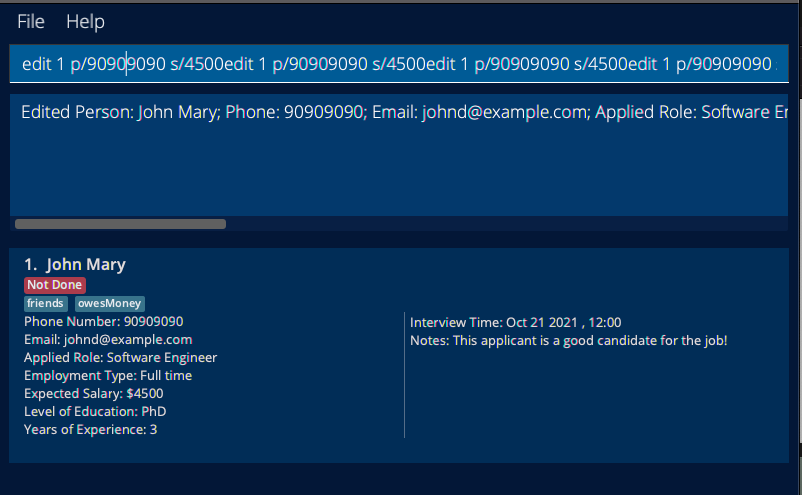 File Help
edit 1 p/90909090 s/4500edit 1 p/90909090 s/4500edit 1 p/90909090 s/4500edit 1 p/90909090
Edited Person: John Mary; Phone: 90909090; Email: johnd@example.com; Applied Role: Software
1. John Mary
Not Done
friends owesMoney
Phone Number: 90909090
Email: johnd@example.com
Applied Role: Software Engineer
Employment Type: Full time
Expected Salary: $4500
Level of Education: PhD
Years of Experience: 3
Interview Time: Oct 21 2021 , 12:00
Notes: This applicant is a good candidate for the job!